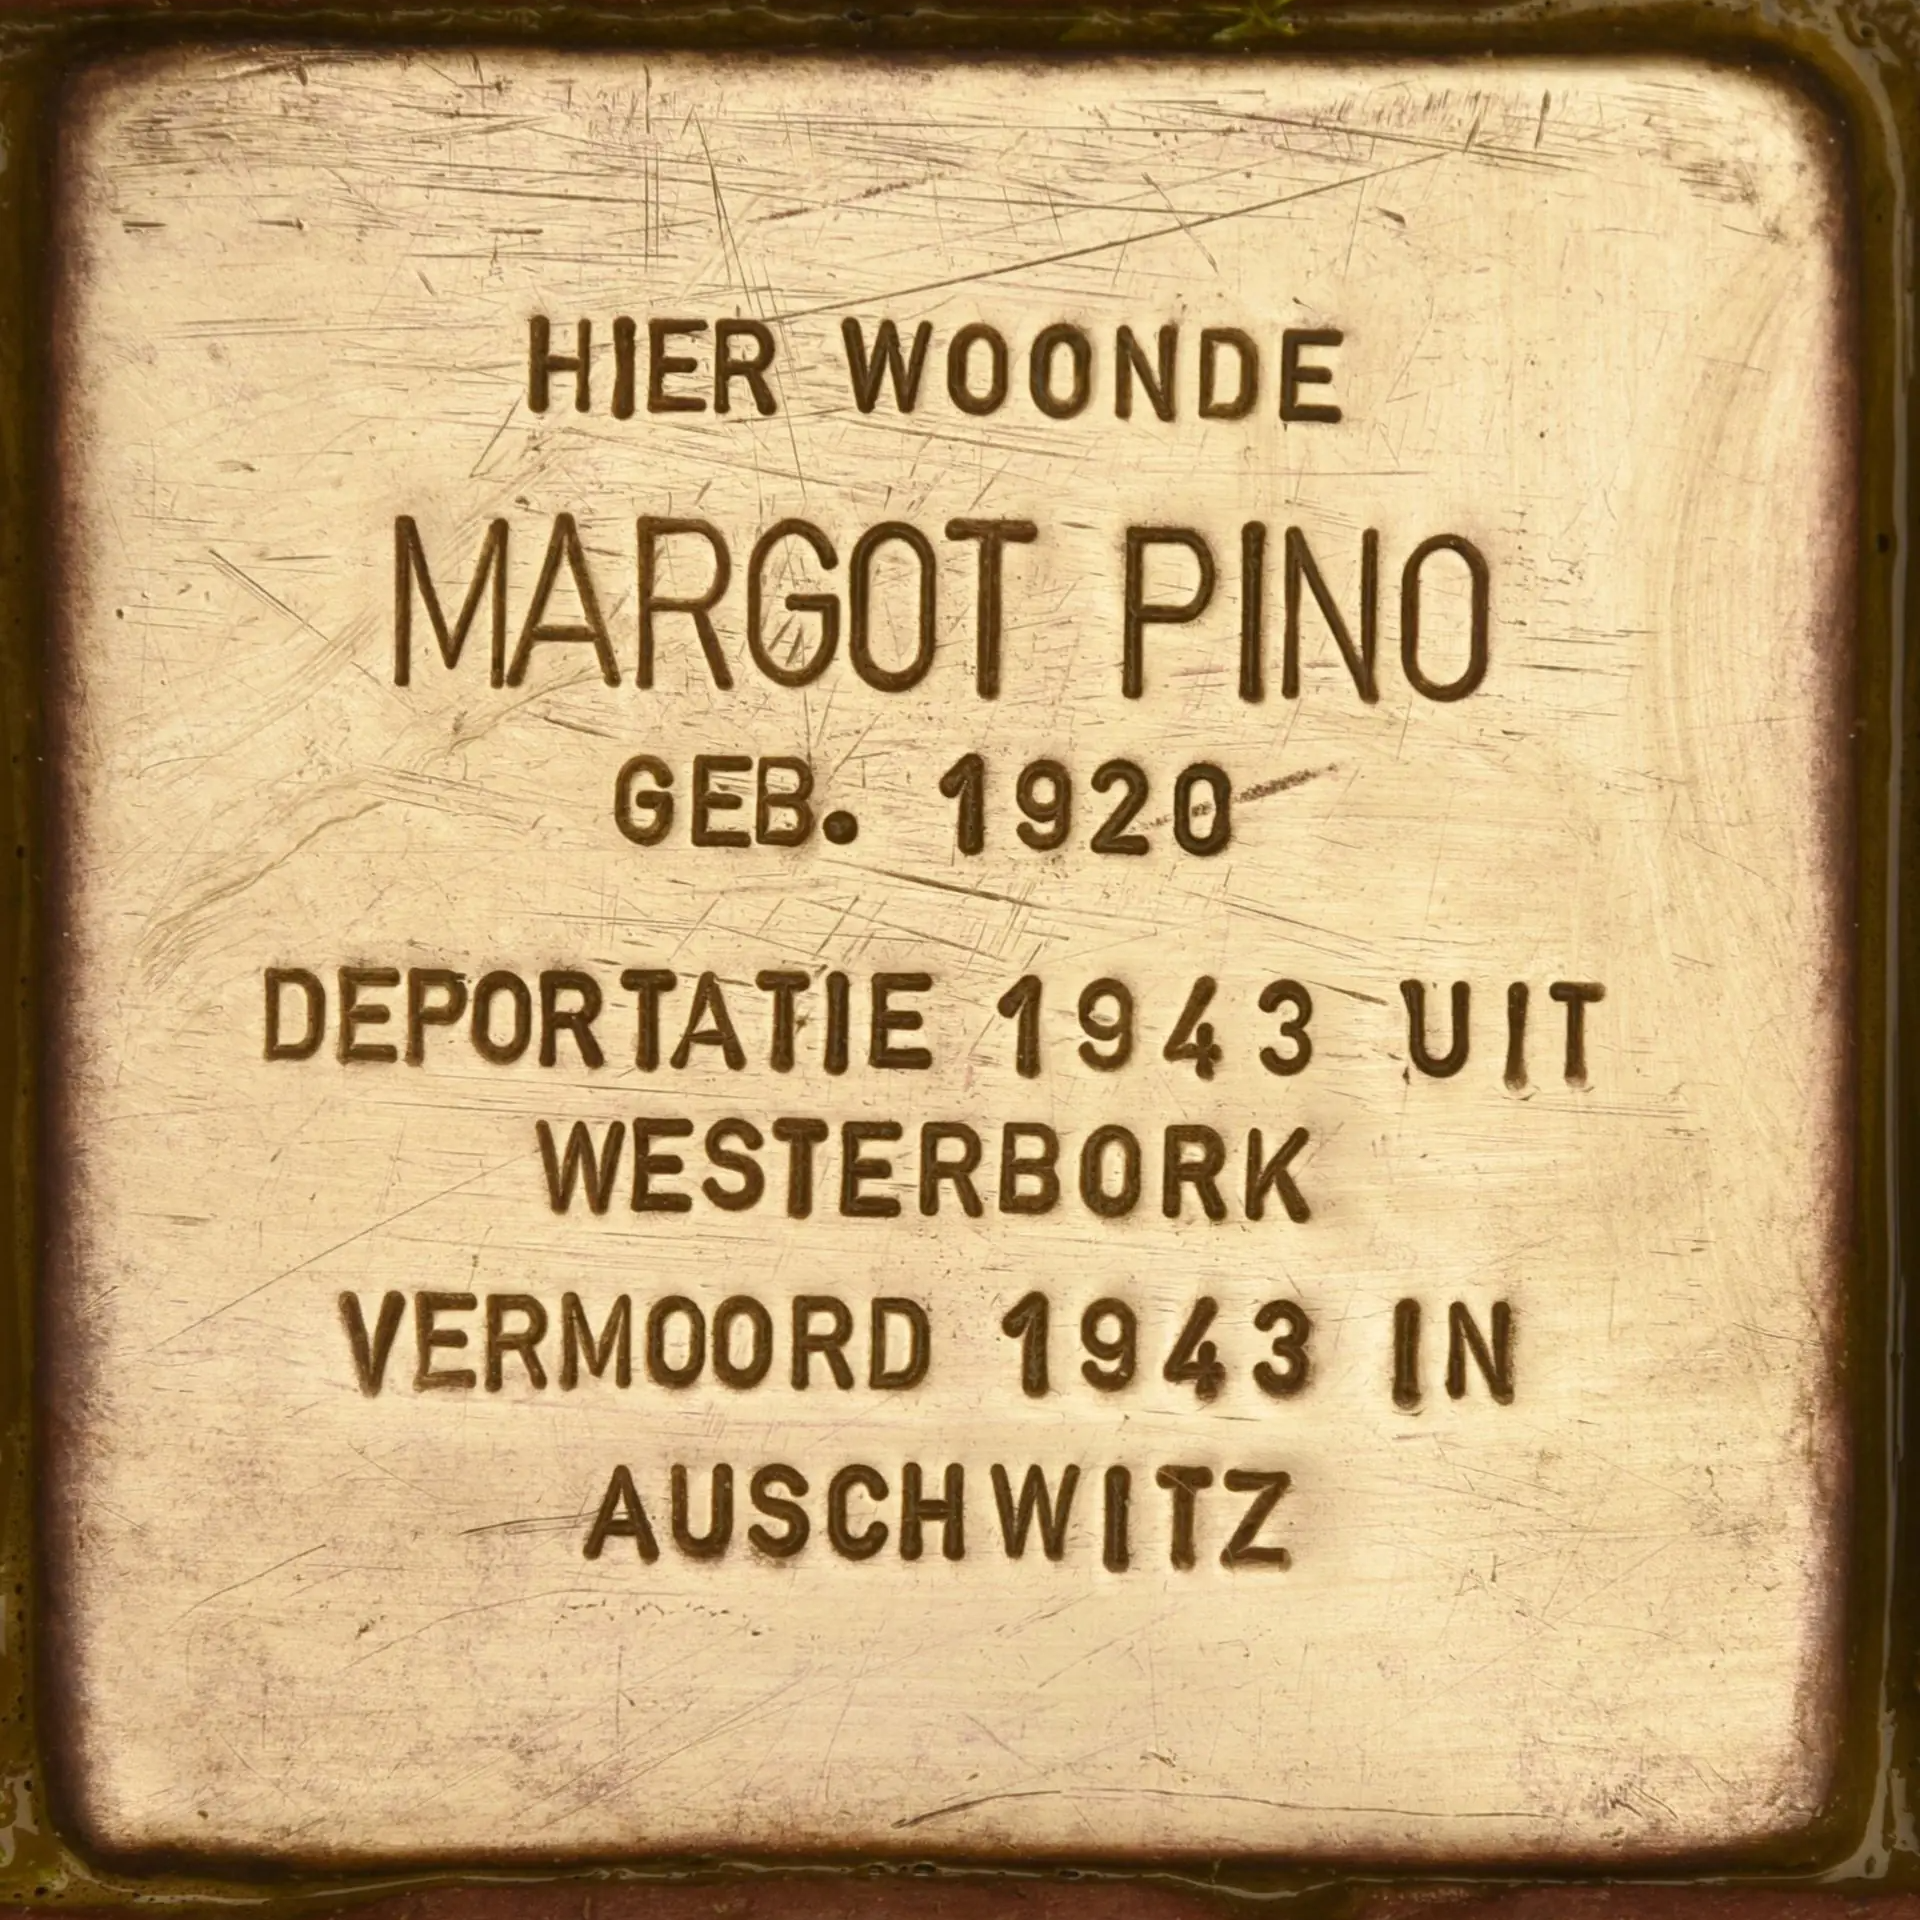 HIER WOONDE
MARGOT PINO
GEB. 1920
DEPORTATIE 1943 UIT
WESTERBORK
VERMOORD 1943 IN
AUSCHWITZ